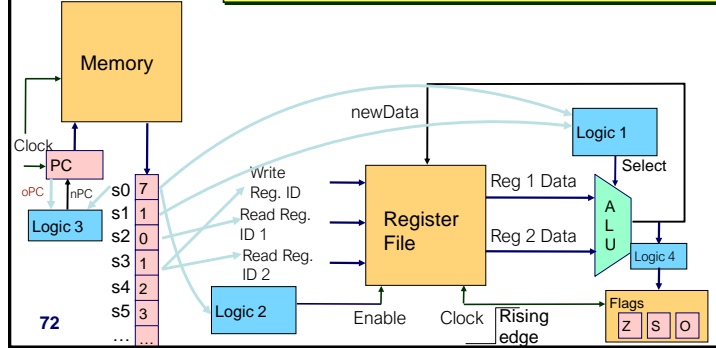 Memory
newData
Logic 1
Clock
PC
Select
oPC
nPC
Logic 3
s0 7
s1 1
s2 0
s3 1
s4 2
s5 3
... ...
Write
Reg. ID
Read Reg.
ID 1
Read Reg.
ID 2
Register
File
Reg 1 Data
Reg 2 Data
A
L
U
Logic 4
Logic 2
Enable
Clock
Rising
edge
Flags
Z S O
72